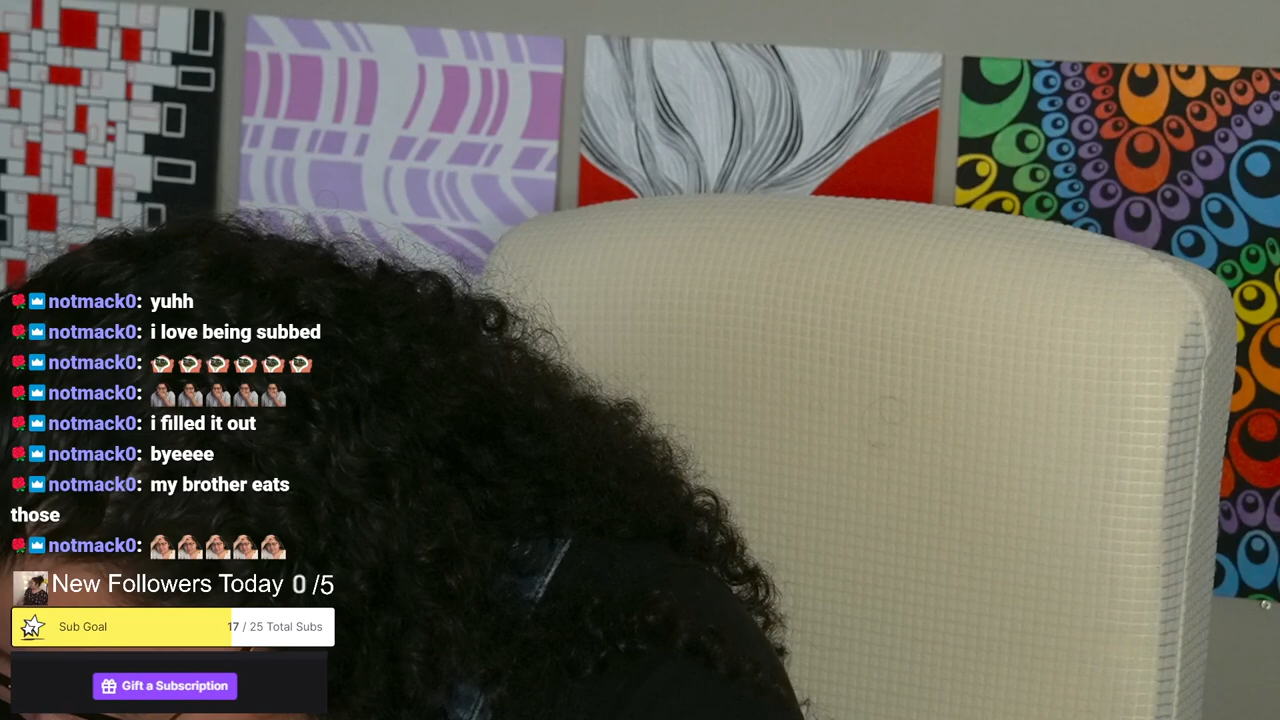 notmack0: yuhh
notmack0: i love being subbed
notmack0:
notmack0:
notmack0: i filled it out
notmack0: byeeee
notmack0: my brother eats
those
notmack0:
New Followers Today 0 /5
Sub Goal 17 / 25 Total Subs
Gift a Subscription